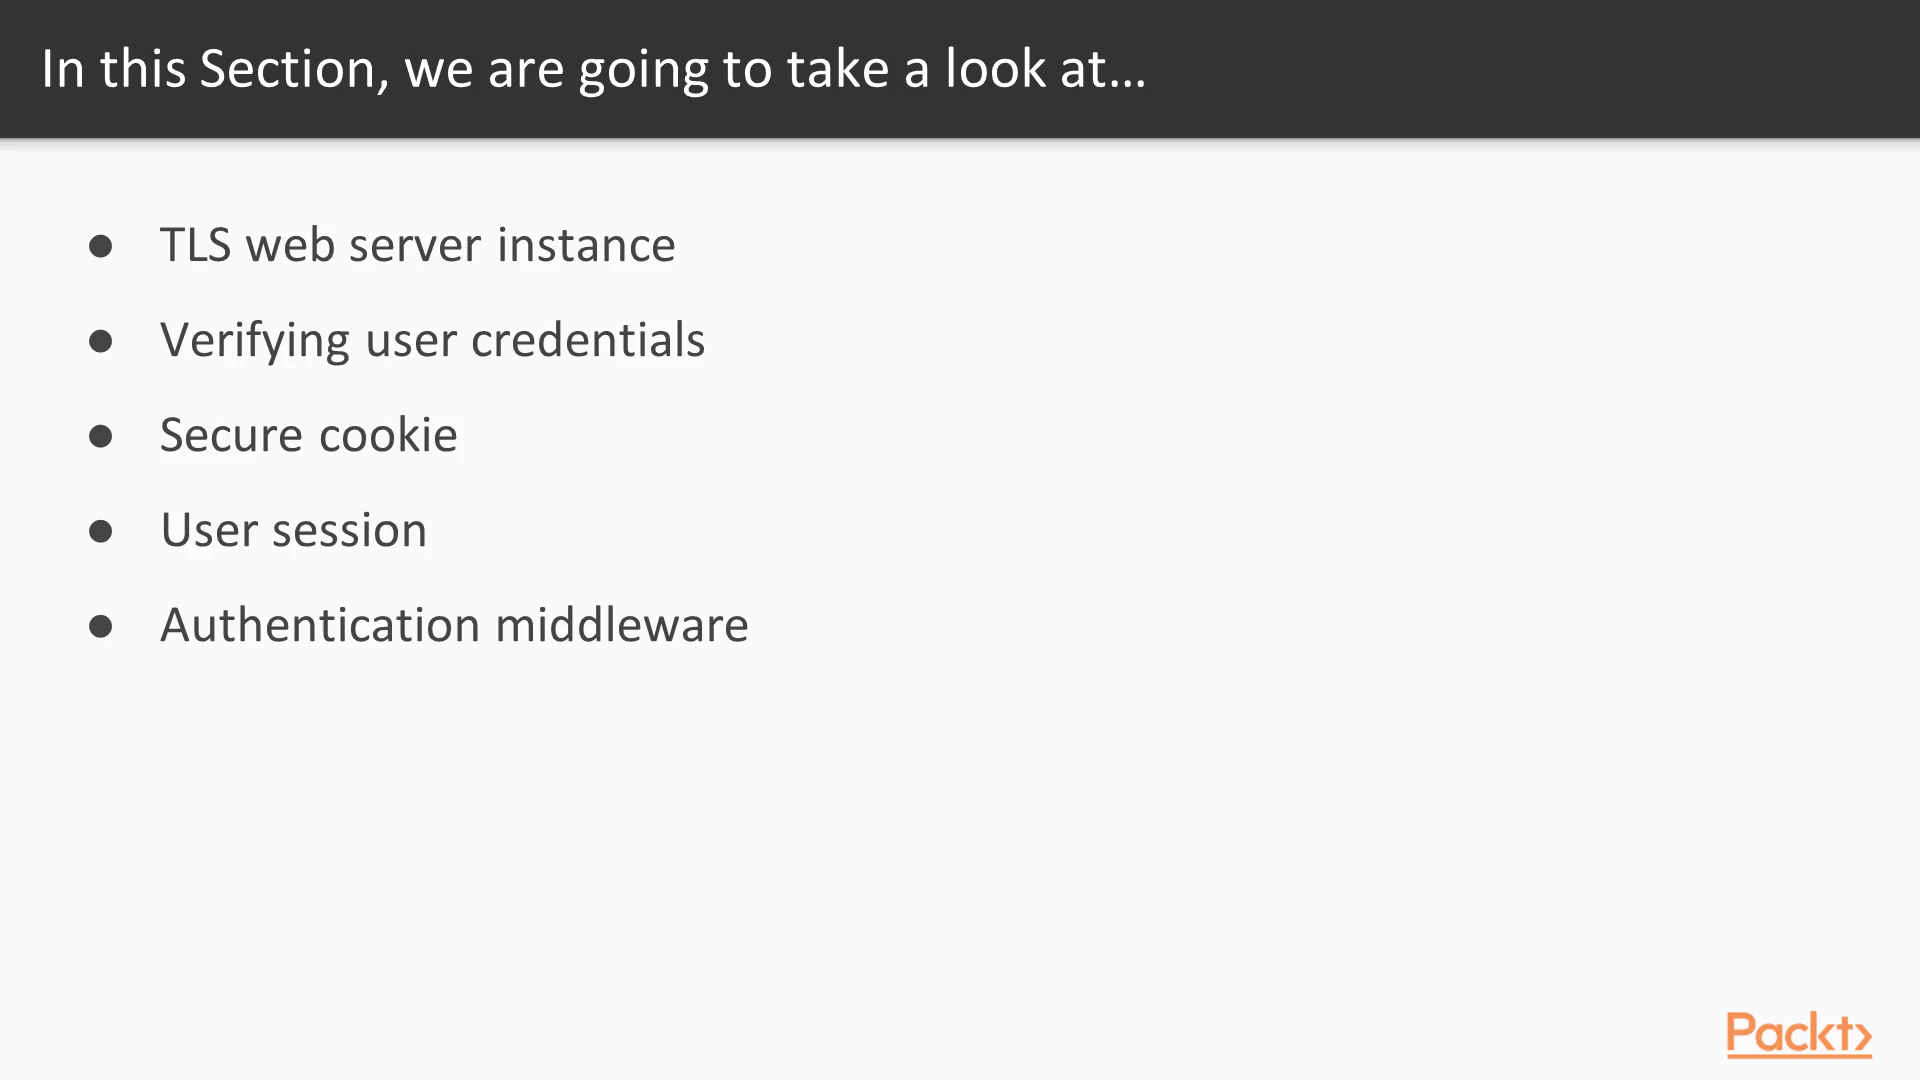 In this Section, we are going to take a look at...
● TLS web server instance
● Verifying user credentials
● Secure cookie
● User session
● Authentication middleware
Packt>